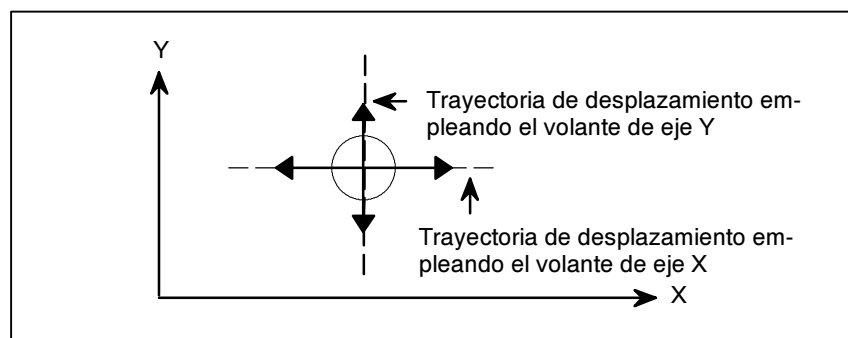 Y
Trayectoria de desplazamiento em-
pleando el volante de eje Y
Trayectoria de desplazamiento em-
pleando el volante de eje X
X